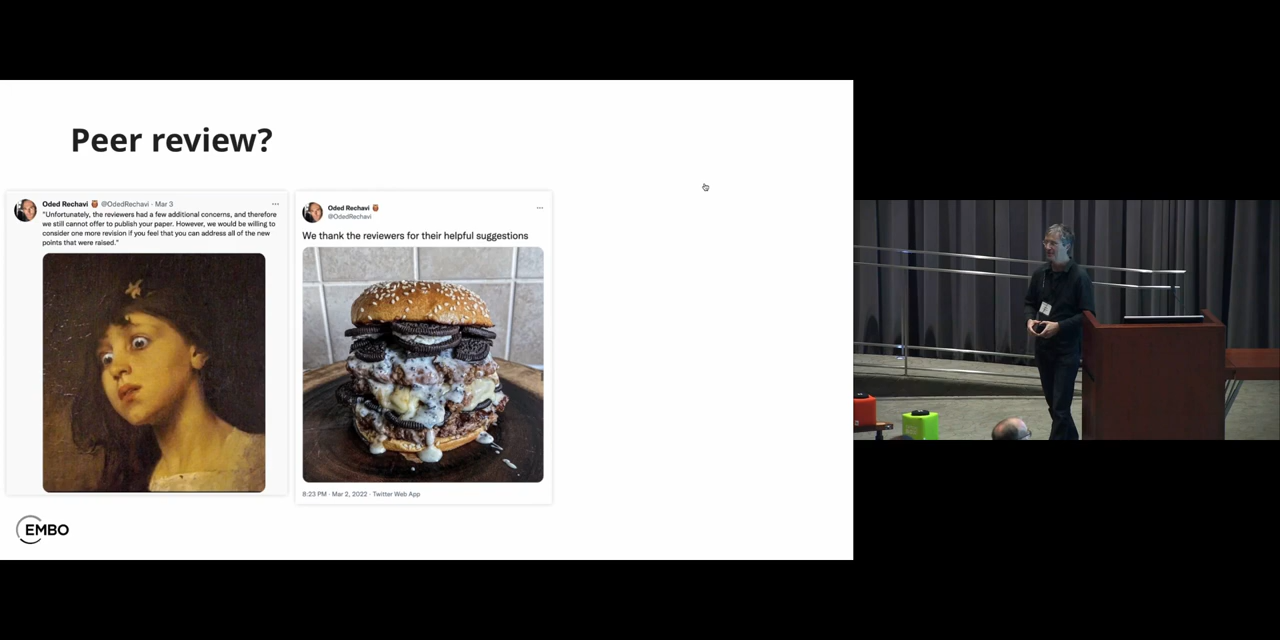 Peer review?
Oded Rechavi 🦉 @OdedRechavi · Mar 3
"Unfortunately, the reviewers had a few additional concerns, and therefore
we still cannot offer to publish your paper. However, we would be willing to
consider one more revision if you feel that you can address all of the new
points that were raised."
Oded Rechavi 🦉
@OdedRechavi
We thank the reviewers for their helpful suggestions
8:23 PM · Mar 2, 2022 · Twitter Web App
EMBO